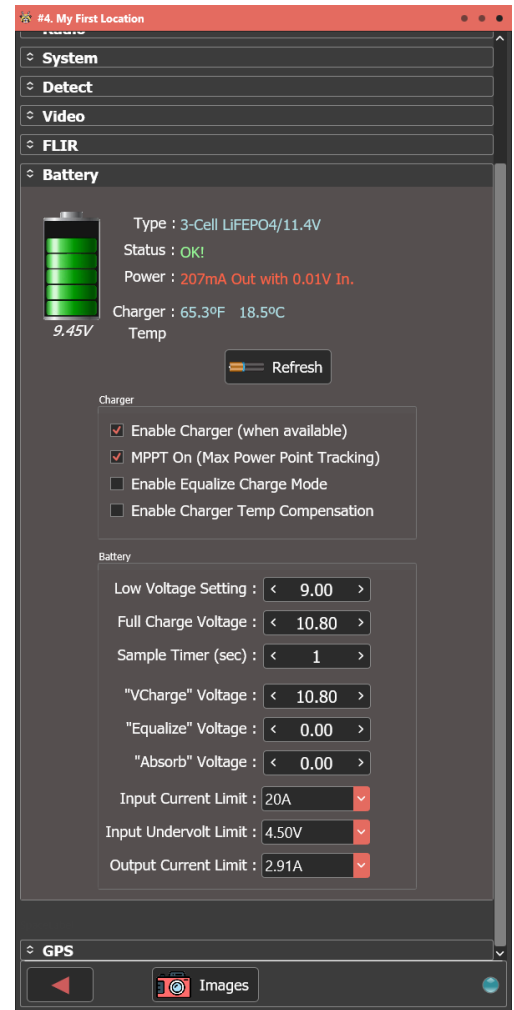 #4. My First Location
System
Detect
Video
FLIR
Battery
Type : 3-Cell LiFEPO4/11.4V
Status : OK!
Power : 207mA Out with 0.01V In.
Charger : 65.3ºF 18.5ºC
Temp
9.45V
Refresh
Charger
Enable Charger (when available)
MPPT On (Max Power Point Tracking)
Enable Equalize Charge Mode
Enable Charger Temp Compensation
Battery
Low Voltage Setting : < 9.00 >
Full Charge Voltage : < 10.80 >
Sample Timer (sec) : < 1 >
"VCharge" Voltage : < 10.80 >
"Equalize" Voltage : < 0.00 >
"Absorb" Voltage : < 0.00 >
Input Current Limit : 20A
Input Undervolt Limit : 4.50V
Output Current Limit : 2.91A
GPS
Images